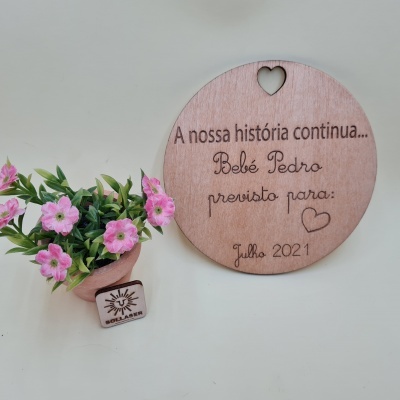 A nossa história continua...
Bebé Pedro
previsto para:
Julho 2021
SOLLASER